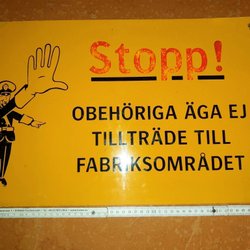 Stopp!
OBEHÖRIGA ÄGA EJ
TILLTRÄDE TILL
FABRIKSOMRÅDET